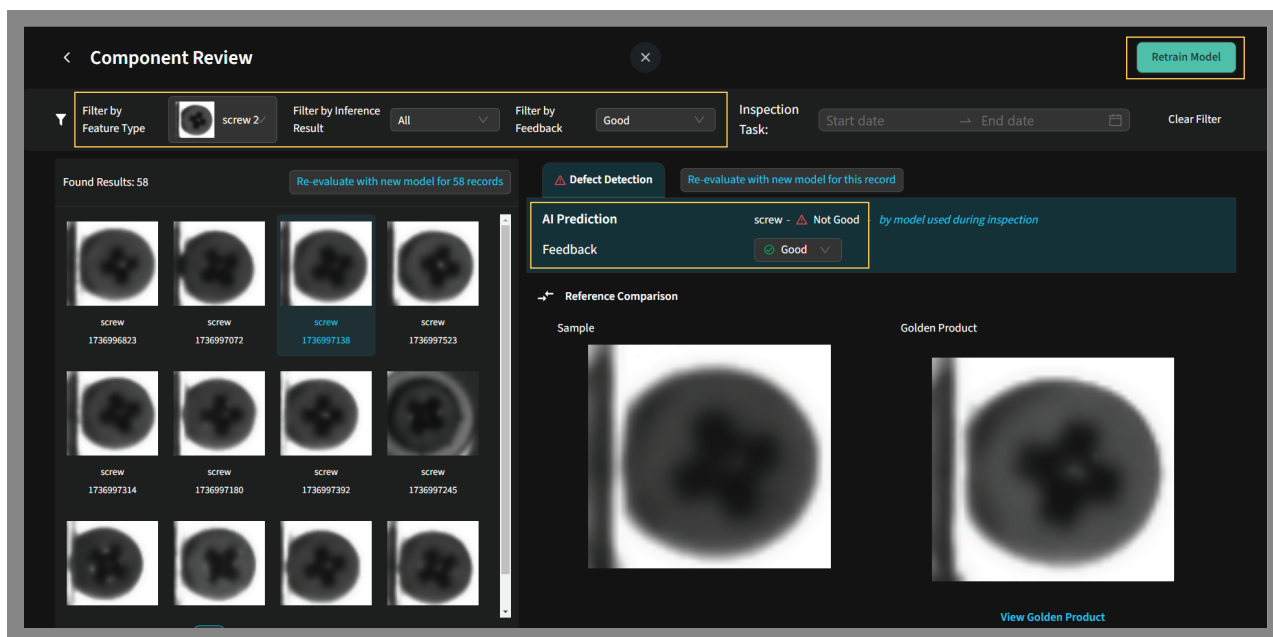 Component Review
Retrain Model
Filter by
Feature Type
screw 2
Filter by Inference
Result
All
Filter by
Feedback
Good
Inspection
Task:
Start date
→ End date
Clear Filter
Found Results: 58
Re-evaluate with new model for 58 records
Defect Detection
Re-evaluate with new model for this record
AI Prediction
screw - Not Good - by model used during inspection
Feedback
Good
Reference Comparison
Sample
Golden Product
screw
1736996823
screw
1736997072
screw
1736997138
screw
1736997523
screw
1736997314
screw
1736997180
screw
1736997392
screw
1736997245
View Golden Product